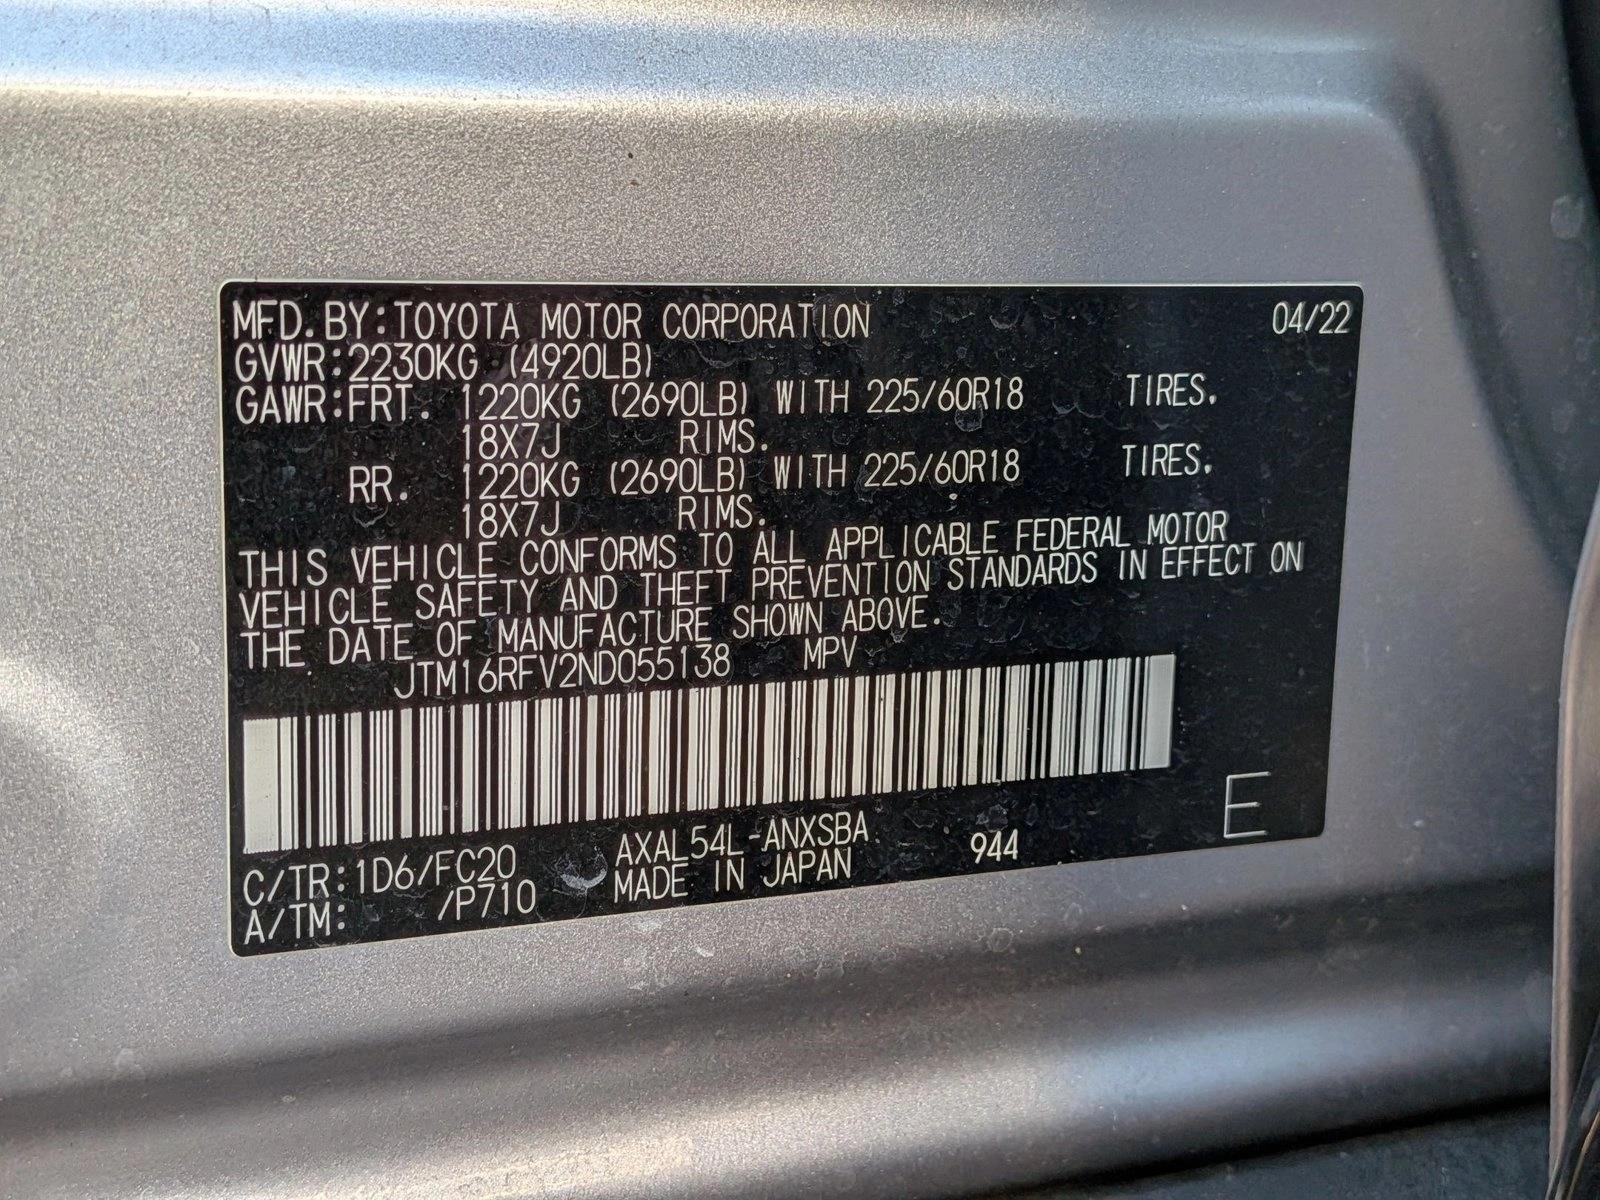 MFD.BY:TOYOTA MOTOR CORPORATION 04/22
GVWR:2230KG (4920LB)
GAWR:FRT. 1220KG (2690LB) WITH 225/60R18 TIRES.
18X7J RIMS.
RR. 1220KG (2690LB) WITH 225/60R18 TIRES.
18X7J RIMS.
THIS VEHICLE CONFORMS TO ALL APPLICABLE FEDERAL MOTOR
VEHICLE SAFETY AND THEFT PREVENTION STANDARDS IN EFFECT ON
THE DATE OF MANUFACTURE SHOWN ABOVE.
JTM16RFV2ND055138 MPV
E
C/TR:1D6/FC20 AXAL54L-ANXSBA 944
A/TM: /P710 MADE IN JAPAN